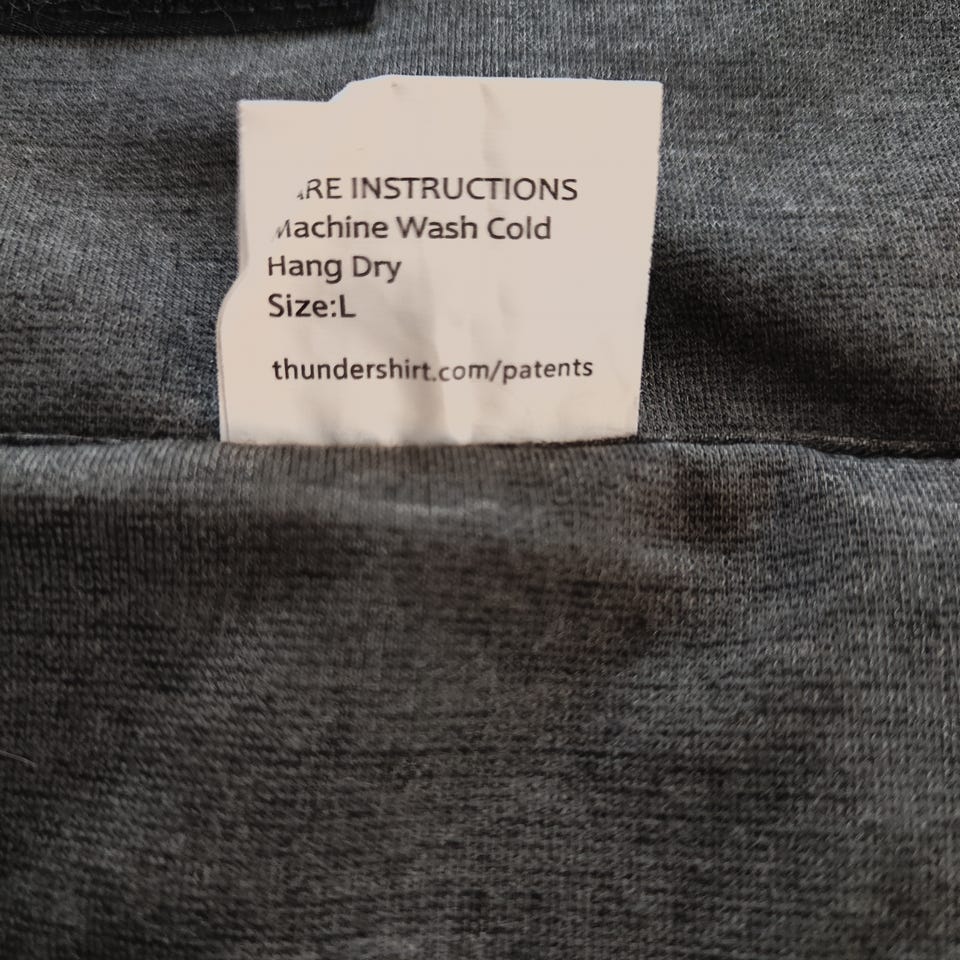 ARE INSTRUCTIONS
Machine Wash Cold
Hang Dry
Size:L
thundershirt.com/patents